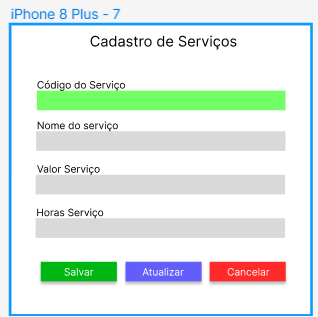 iPhone 8 Plus - 7
Cadastro de Serviços
Código do Serviço
Nome do serviço
Valor Serviço
Horas Serviço
Salvar Atualizar Cancelar